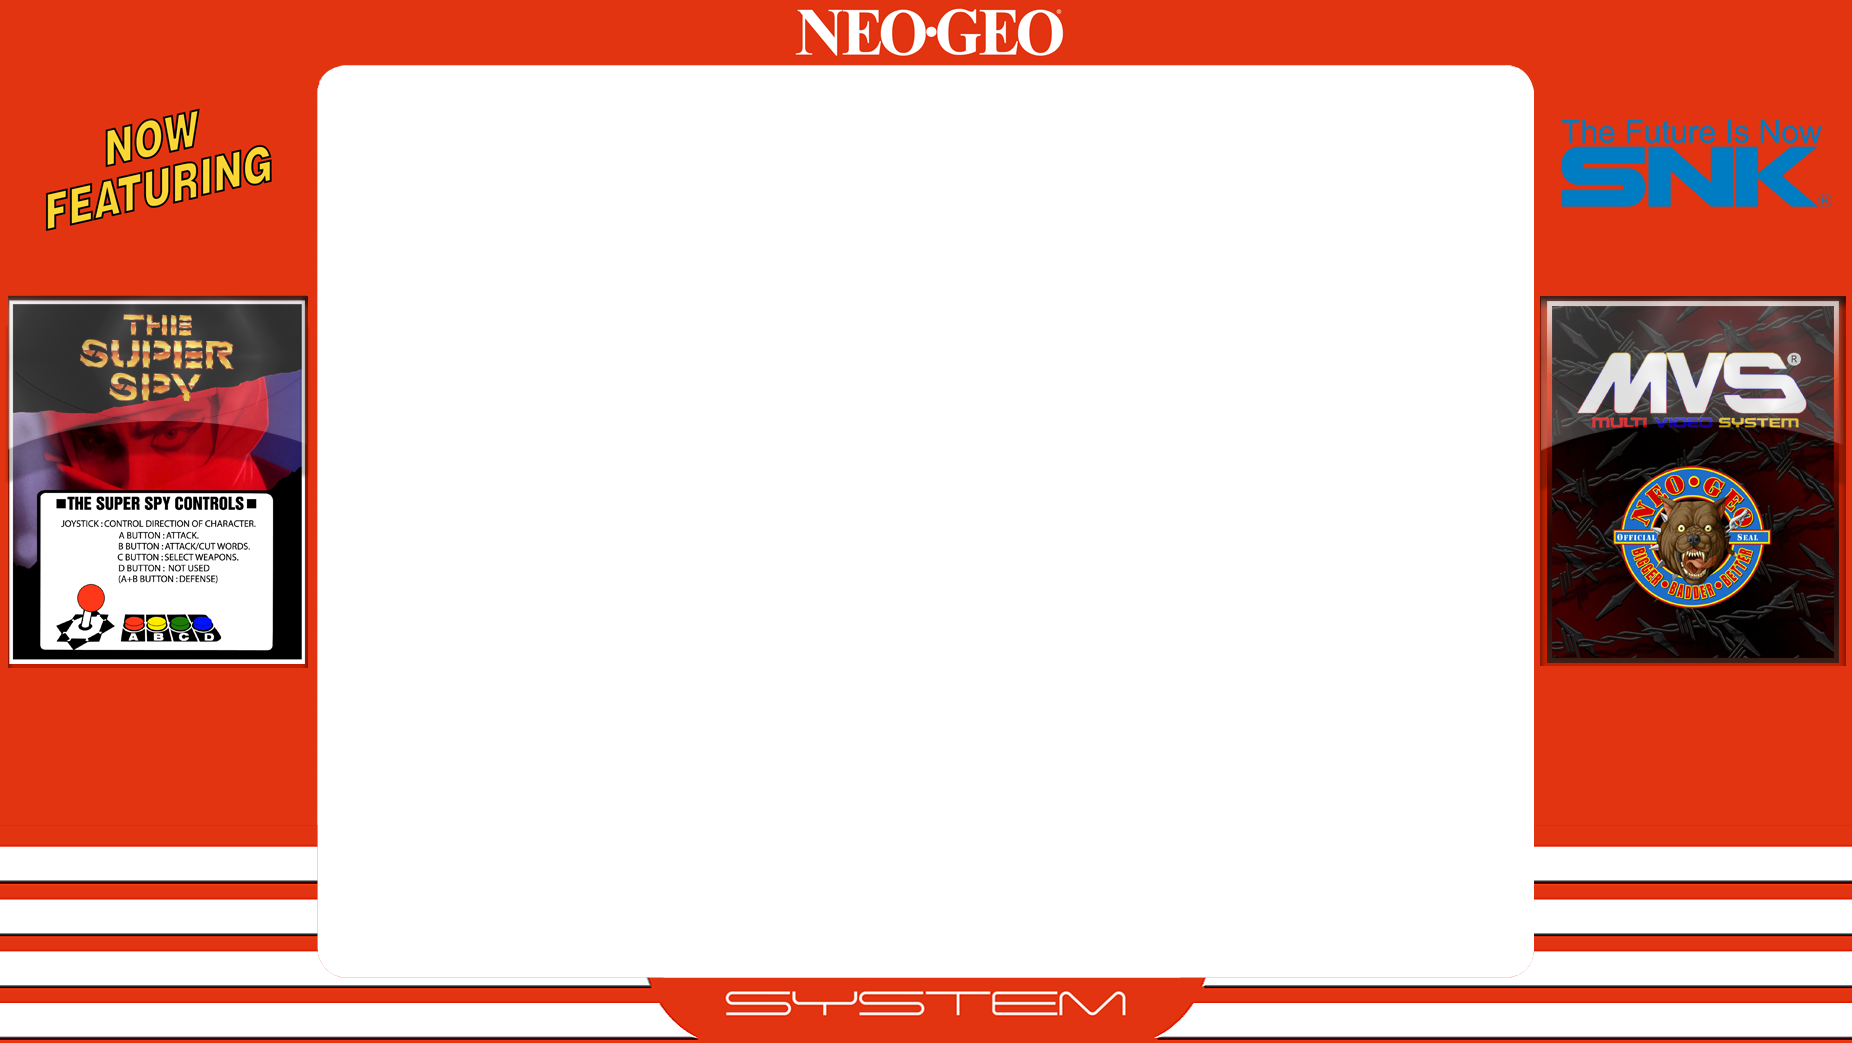 NEO•GEO®
NOW
FEATURING
THE
SUPER
SPY
■THE SUPER SPY CONTROLS■
JOYSTICK : CONTROL DIRECTION OF CHARACTER.
A BUTTON : ATTACK.
B BUTTON : ATTACK/CUT WORDS.
C BUTTON : SELECT WEAPONS.
D BUTTON : NOT USED
(A+B BUTTON : DEFENSE)
A B C D
The Future Is Now
SNK®
MVS®
MULTI VIDEO SYSTEM
NEO•GEO
OFFICIAL SEAL
BIGGER•BADDER•BETTER
SYSTEM